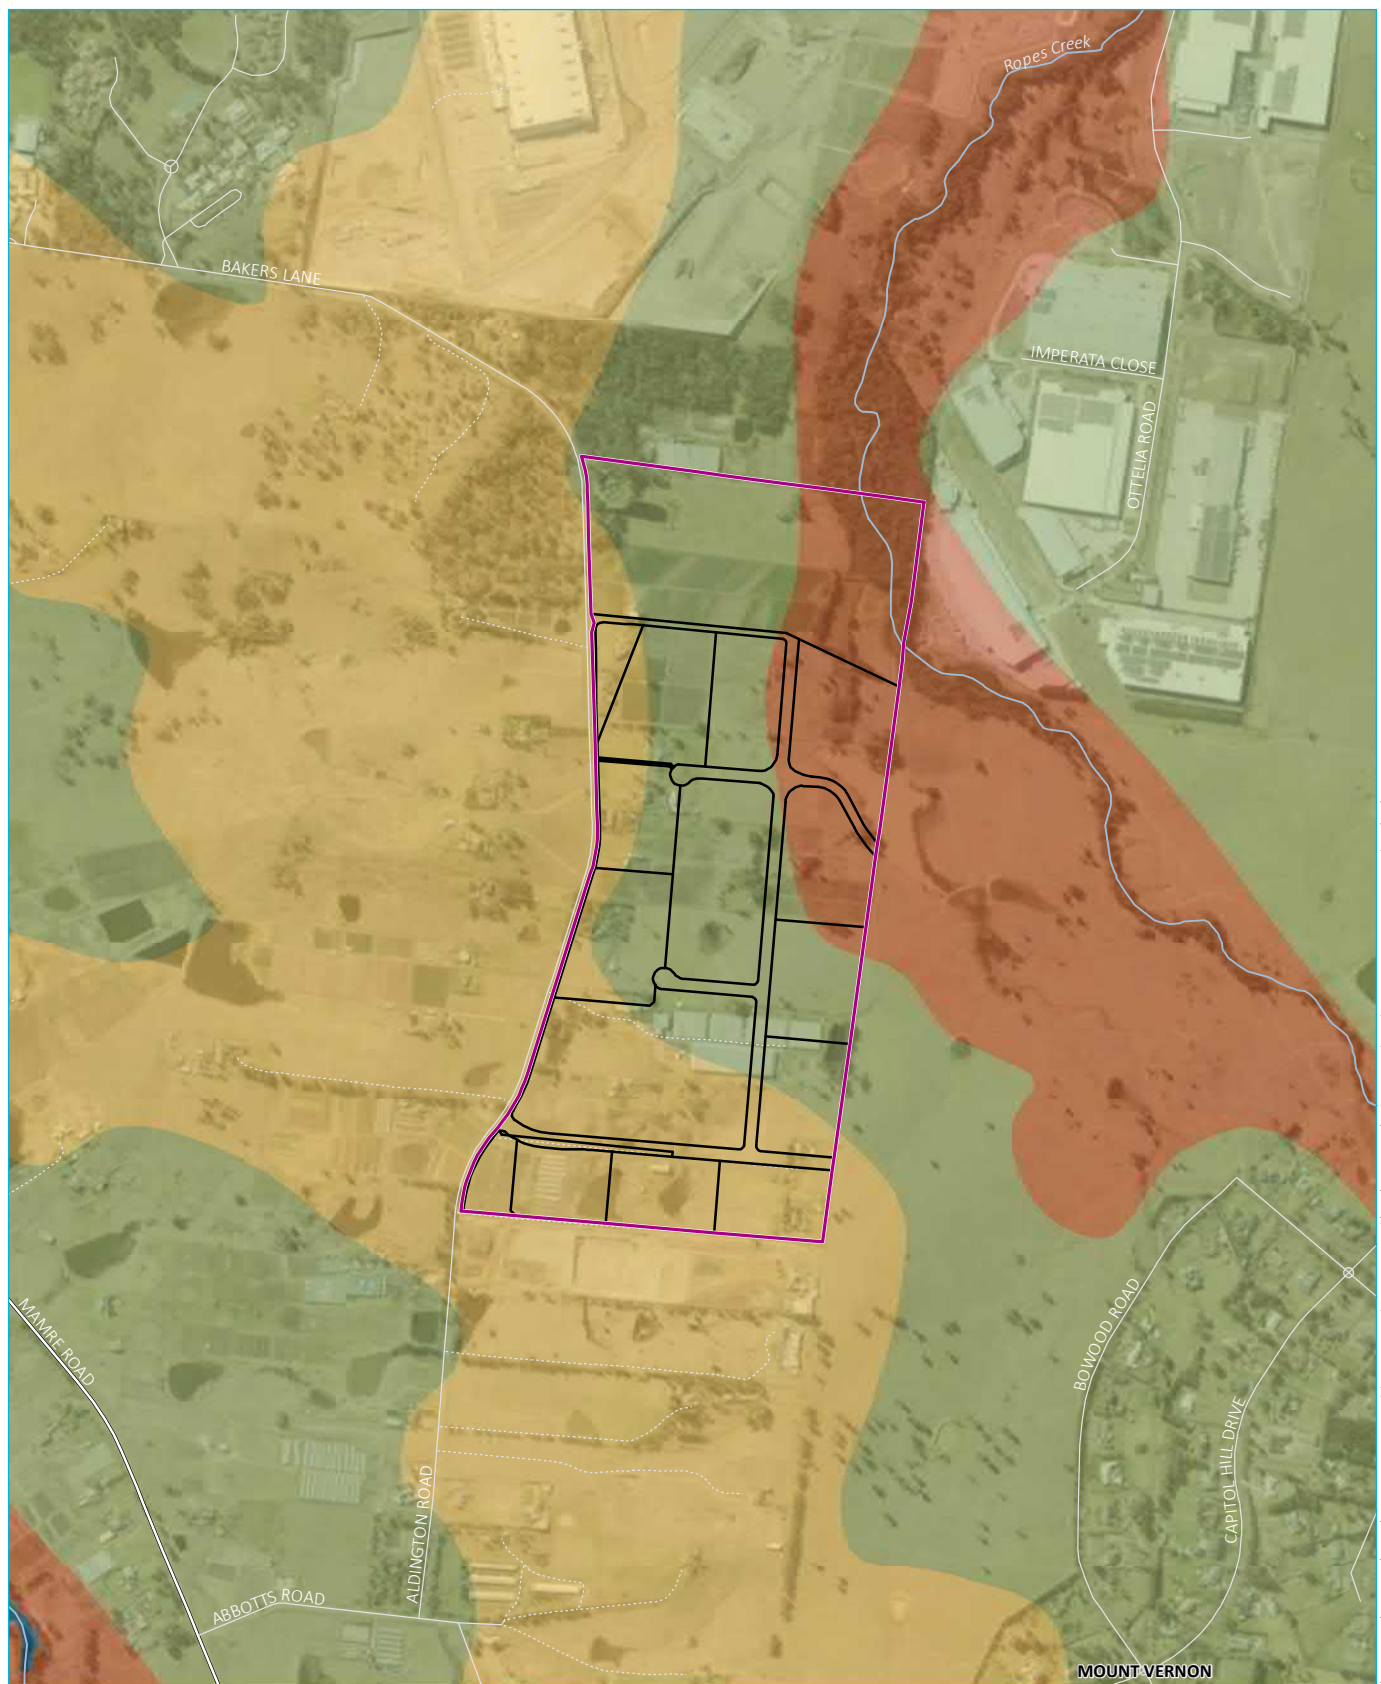 Ropes Creek
BAKERS LANE
IMPERATA CLOSE
OTTELIA ROAD
MAMRE ROAD
BOWOOD ROAD
CAPITOL HILL DRIVE
ALDINGTON ROAD
ABBOTTS ROAD
MOUNT VERNON